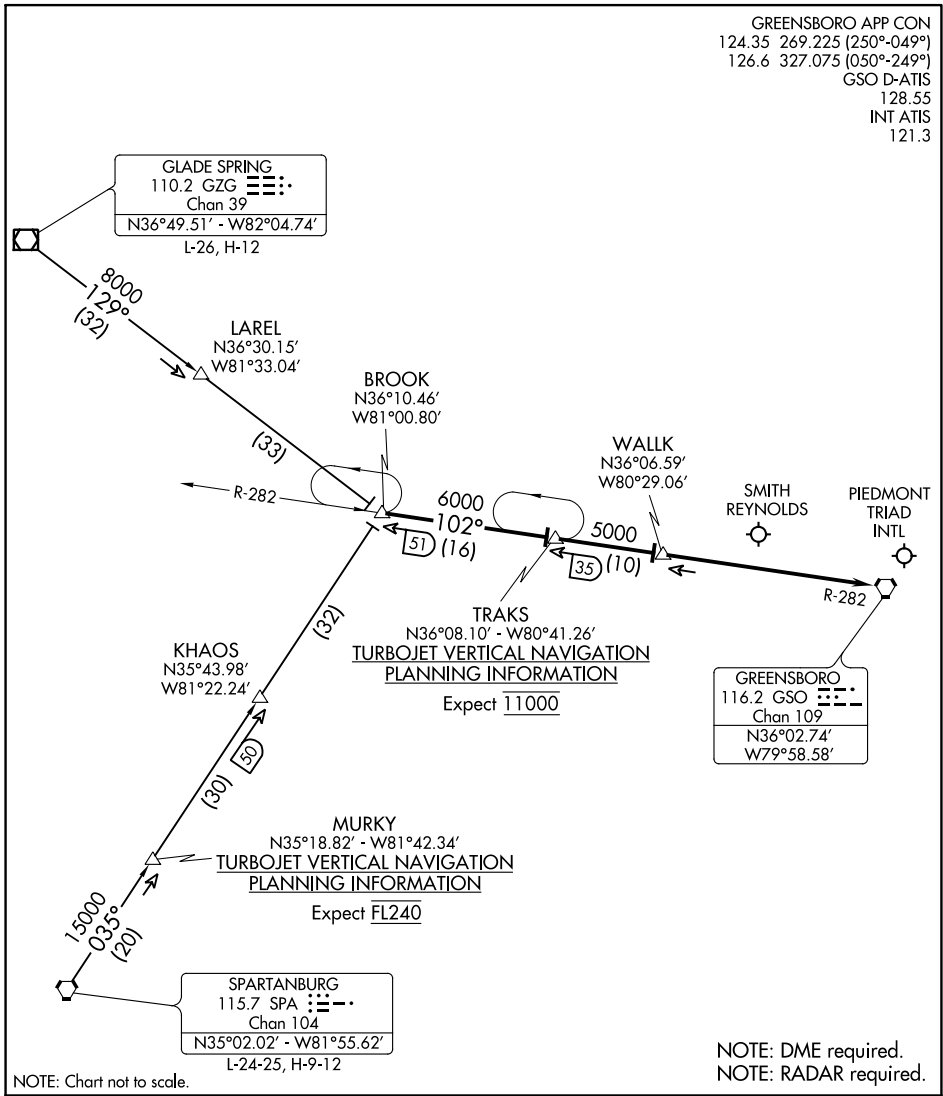 GREENSBORO APP CON
124.35 269.225 (250°-049°)
126.6 327.075 (050°-249°)
GSO D-ATIS
128.55
INT ATIS
121.3
GLADE SPRING
110.2 GZG
Chan 39
N36°49.51' - W82°04.74'
L-26, H-12
8000
129°
(32)
LAREL
N36°30.15'
W81°33.04'
(33)
BROOK
N36°10.46'
W81°00.80'
WALLK
N36°06.59'
W80°29.06'
SMITH
REYNOLDS
PIEDMONT
TRIAD
INTL
R-282
6000
102°
(16)
51
5000
(10)
35
R-282
TRAKS
N36°08.10' - W80°41.26'
TURBOJET VERTICAL NAVIGATION
PLANNING INFORMATION
Expect 11000
GREENSBORO
116.2 GSO
Chan 109
N36°02.74'
W79°58.58'
(32)
KHAOS
N35°43.98'
W81°22.24'
50
(30)
MURKY
N35°18.82' - W81°42.34'
TURBOJET VERTICAL NAVIGATION
PLANNING INFORMATION
Expect FL240
15000
035°
(20)
SPARTANBURG
115.7 SPA
Chan 104
N35°02.02' - W81°55.62'
L-24-25, H-9-12
NOTE: Chart not to scale.
NOTE: DME required.
NOTE: RADAR required.